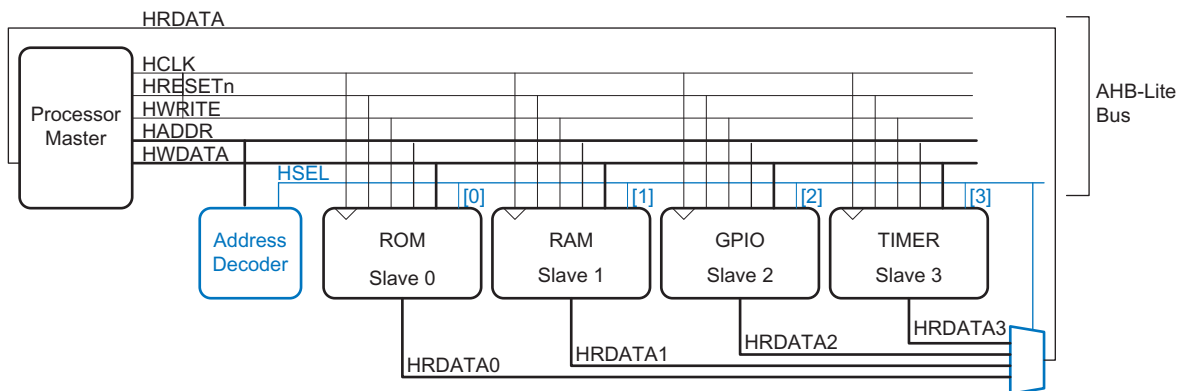 HRDATA
HCLK
HRESETn
HWRITE
HADDR
HWDATA
Processor
Master
AHB-Lite
Bus
HSEL
[0]
[1]
[2]
[3]
Address
Decoder
ROM
Slave 0
RAM
Slave 1
GPIO
Slave 2
TIMER
Slave 3
HRDATA3
HRDATA2
HRDATA1
HRDATA0